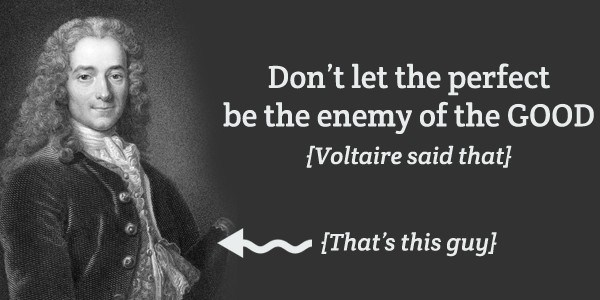 Don’t let the perfect
be the enemy of the GOOD
{Voltaire said that}
{That’s this guy}